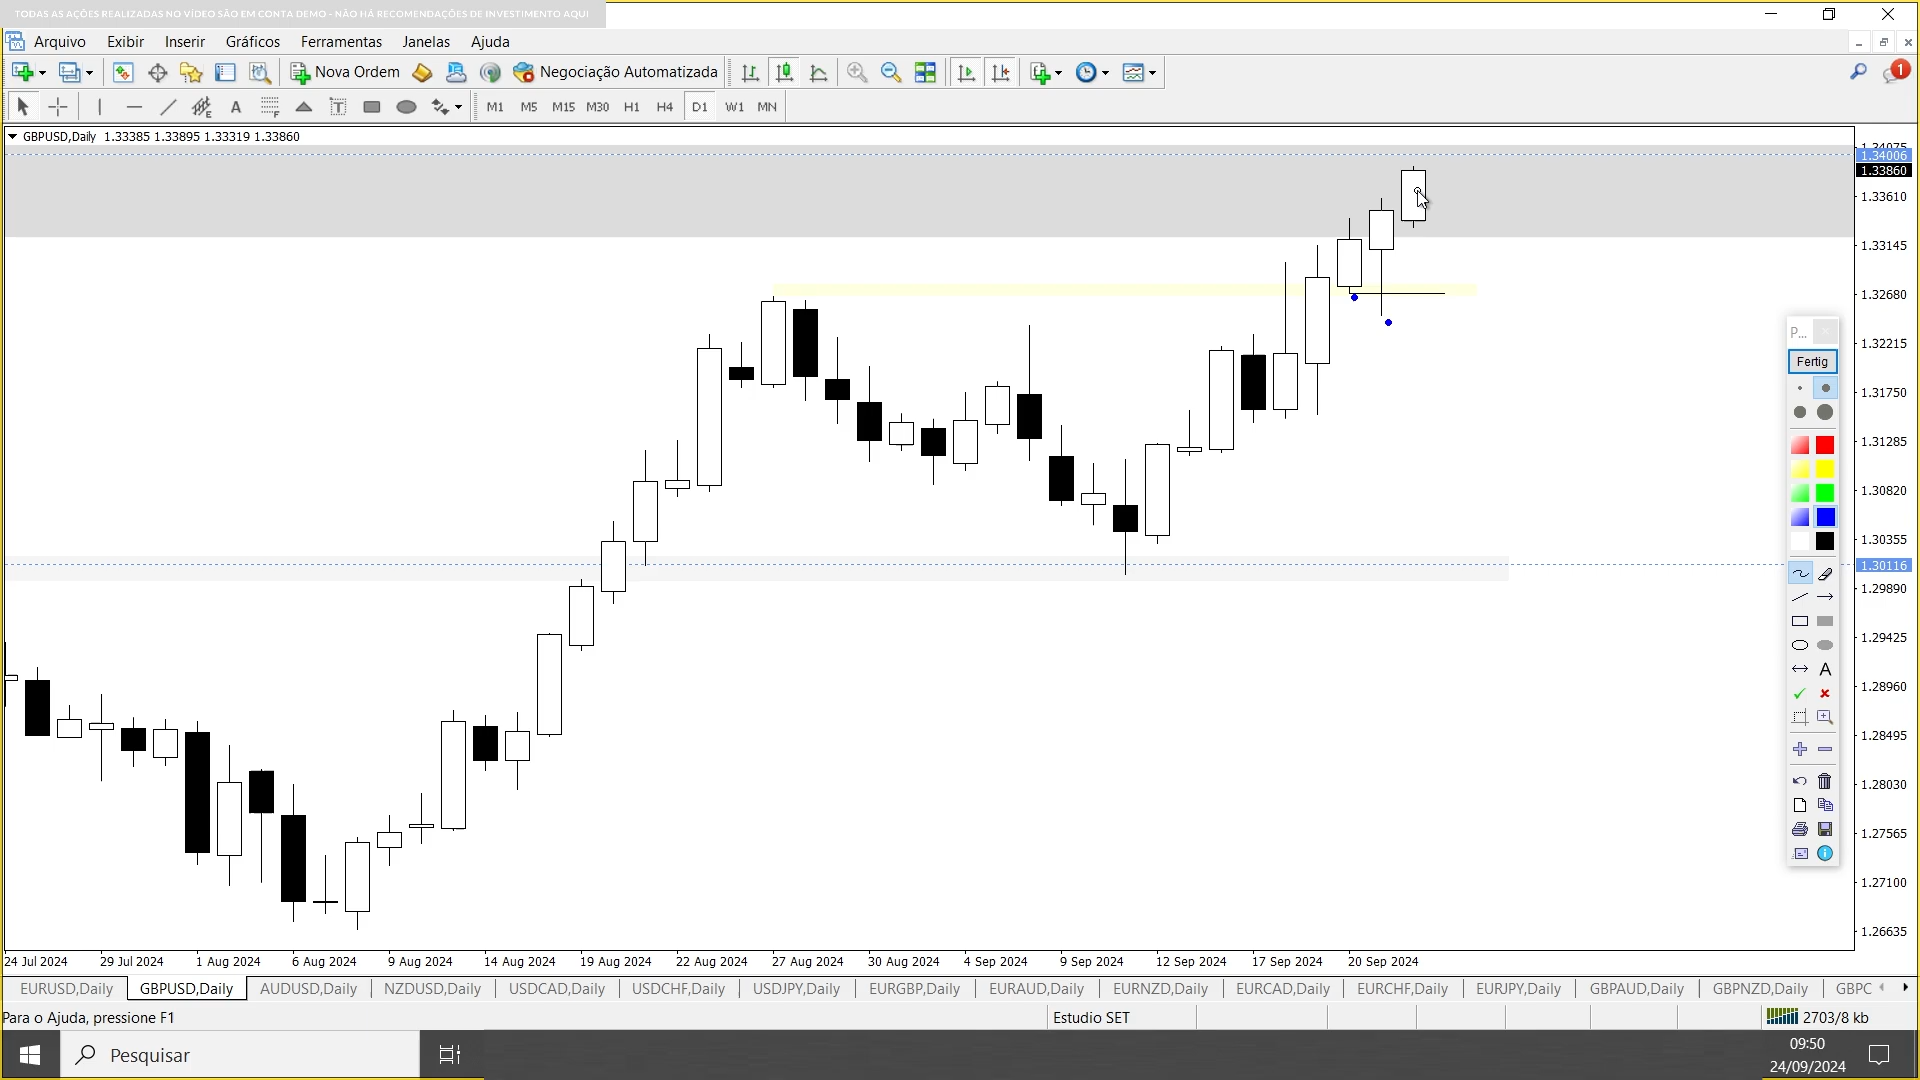 TODAS AS AÇÕES REALIZADAS NO VÍDEO SÃO EM CONTA DEMO - NÃO HÁ RECOMENDAÇÕES DE INVESTIMENTO AQUI
Arquivo Exibir Inserir Gráficos Ferramentas Janelas Ajuda
Nova Ordem Negociação Automatizada 1
A T M1 M5 M15 M30 H1 H4 D1 W1 MN
GBPUSD,Daily 1.33385 1.33895 1.33319 1.33860
1.34075
1.34006
1.33860
1.33610
1.33145
1.32680
1.32215
1.31750
1.31285
1.30820
1.30355
1.30116
1.29890
1.29425
1.28960
1.28495
1.28030
1.27565
1.27100
1.26635
P...
Fertig
A
24 Jul 2024 29 Jul 2024 1 Aug 2024 6 Aug 2024 9 Aug 2024 14 Aug 2024 19 Aug 2024 22 Aug 2024 27 Aug 2024 30 Aug 2024 4 Sep 2024 9 Sep 2024 12 Sep 2024 17 Sep 2024 20 Sep 2024
EURUSD,Daily GBPUSD,Daily AUDUSD,Daily NZDUSD,Daily USDCAD,Daily USDCHF,Daily USDJPY,Daily EURGBP,Daily EURAUD,Daily EURNZD,Daily EURCAD,Daily EURCHF,Daily EURJPY,Daily GBPAUD,Daily GBPNZD,Daily GBPC
Para o Ajuda, pressione F1 Estudio SET 2703/8 kb
Pesquisar
09:50
24/09/2024